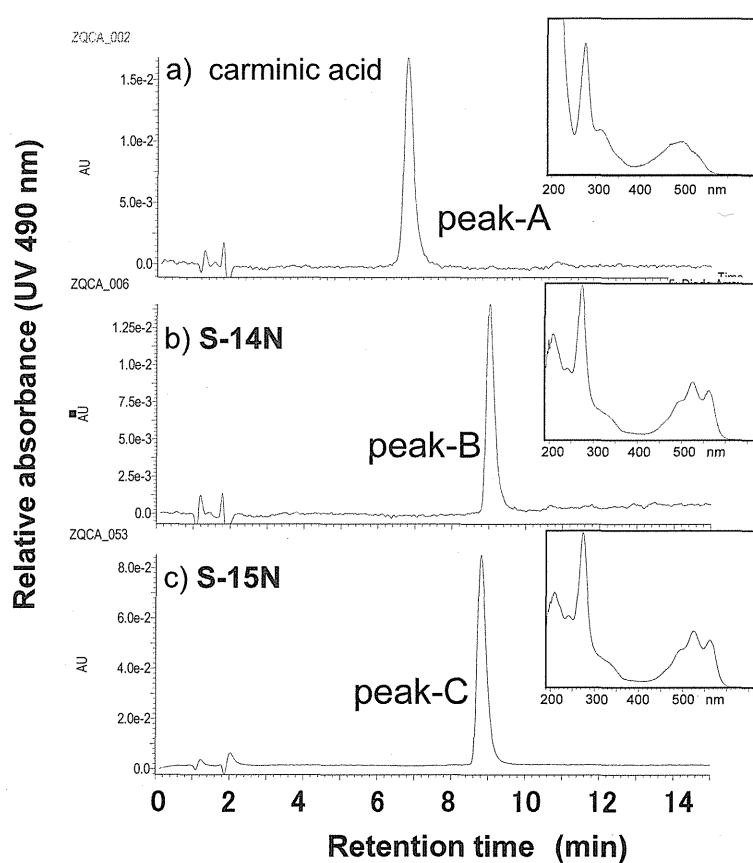 ZQCA_002
a) carminic acid
1.5e-2
1.0e-2
5.0e-3
0.0
AU
peak-A
200 300 400 500 nm
Time
ZQCA_006
b) S-14N
1.25e-2
1.0e-2
7.5e-3
5.0e-3
2.5e-3
0.0
AU
peak-B
200 300 400 500 nm
ZQCA_053
c) S-15N
8.0e-2
6.0e-2
4.0e-2
2.0e-2
0.0
AU
peak-C
200 300 400 500 nm
0 2 4 6 8 10 12 14
Retention time (min)
Relative absorbance (UV 490 nm)